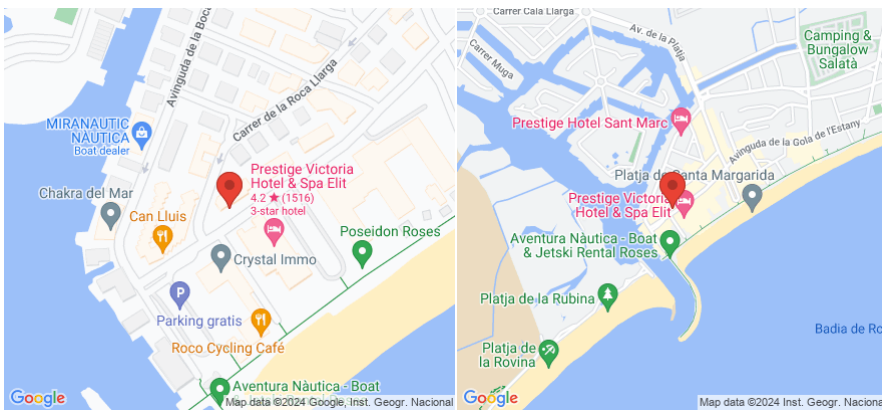 Avinguda de la Roca
Carrer de la Roca Llarga
MIRANAUTIC
NÀUTICA
Boat dealer
Chakra del Mar
Can Lluis
Prestige Victoria
Hotel & Spa Elit
4.2 ★ (1516)
3-star hotel
Poseidon Roses
Crystal Immo
P
Parking gratis
Roco Cycling Café
Aventura Nàutica - Boat
Google
Map data ©2024 Google, Inst. Geogr. Nacional
Carrer Cala Llarga
Av. de la Platja
Carrer Muga
Camping &
Bungalow
Salatà
Prestige Hotel Sant Marc
Avinguda de la Gola de l'Estany
Platja de Santa Margarida
Prestige Victoria
Hotel & Spa Elit
Aventura Nàutica - Boat
& Jetski Rental Roses
Platja de la Rubina
Platja de
la Rovina
Badia de Ro
Google
Map data ©2024 Inst. Geogr. Nacional